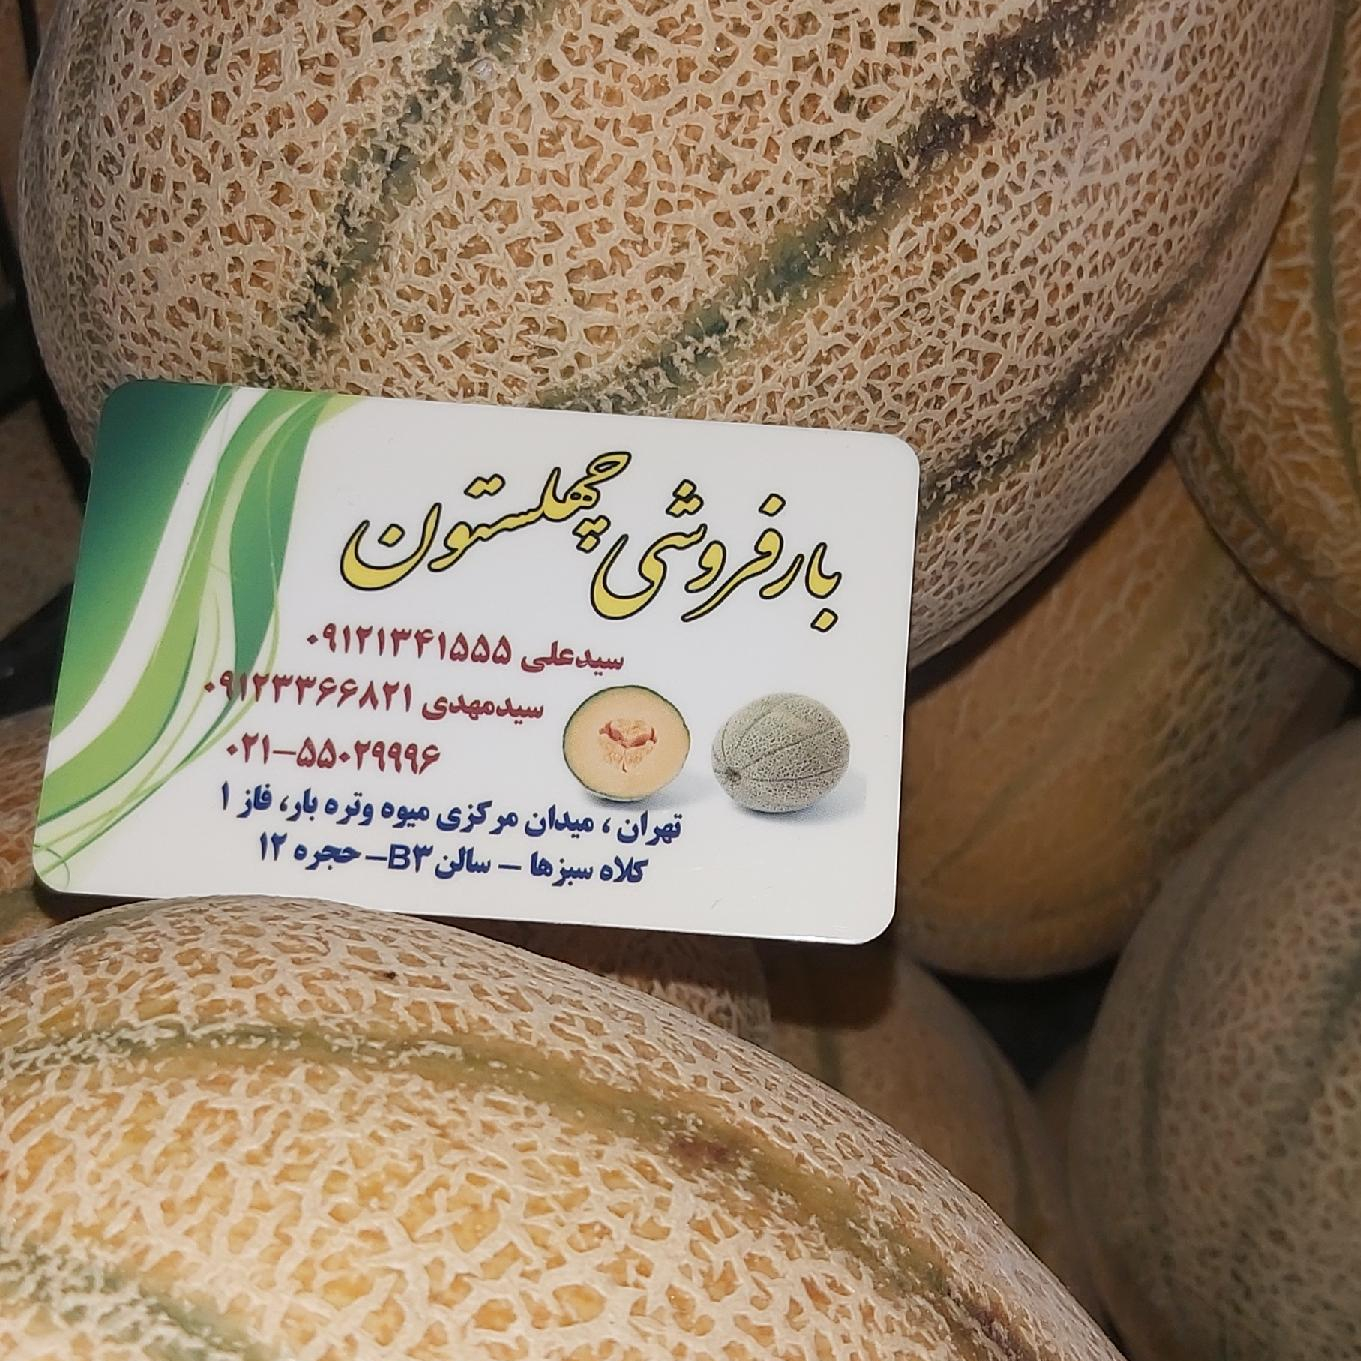 بارفروشی چهلستون
سیدعلی ۰۹۱۲۱۳۴۱۵۵۵
سیدمهدی ۰۹۱۲۳۳۶۶۸۲۱
۰۲۱-۵۵۰۲۹۹۹۶
تهران ، میدان مرکزی میوه وتره بار، فاز ۱
کلاه سبزها - سالن B۳- حجره ۱۲